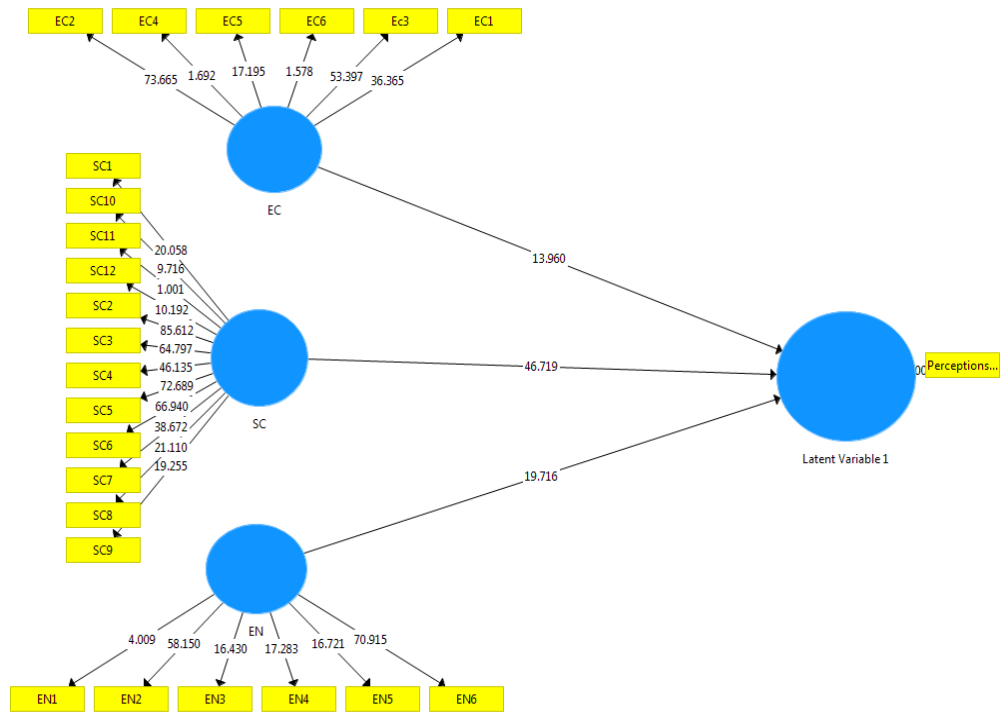 EC2 EC4 EC5 EC6 Ec3 EC1
73.665 1.692 17.195 1.578 53.397 36.365
EC
SC1
SC10
SC11
SC12
SC2
SC3
SC4
SC5
SC6
SC7
SC8
SC9
20.058
9.716
1.001
10.192
85.612
64.797
46.135
72.689
66.940
38.672
21.110
19.255
SC
13.960
46.719
19.716
Perceptions...
Latent Variable 1
EN
4.009 58.150 16.430 17.283 16.721 70.915
EN1 EN2 EN3 EN4 EN5 EN6